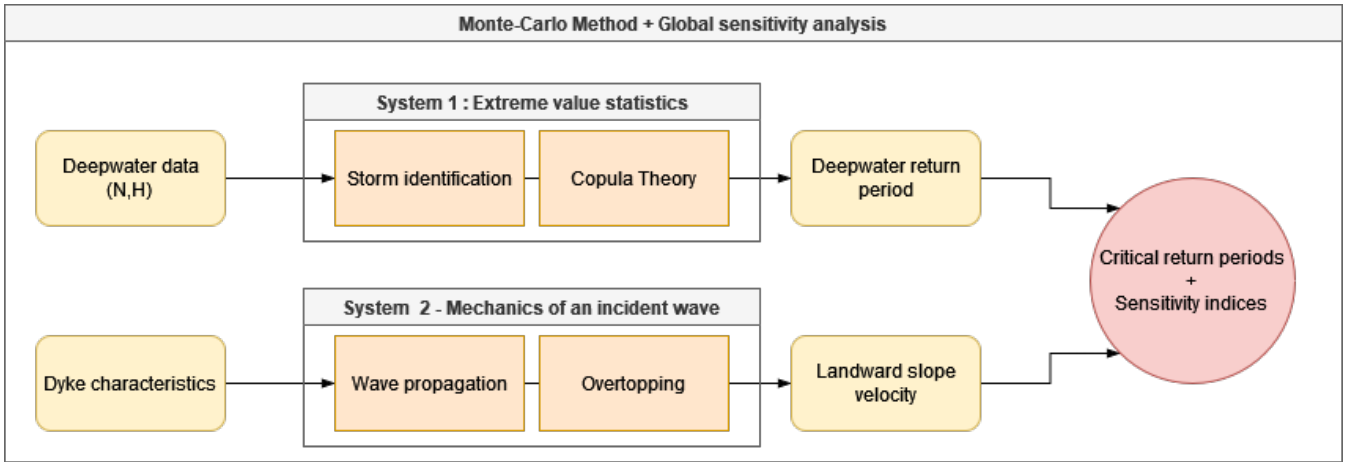 Monte-Carlo Method + Global sensitivity analysis
System 1 : Extreme value statistics
Deepwater data
(N,H)
Storm identification
Copula Theory
Deepwater return
period
Critical return periods
+
Sensitivity indices
System 2 - Mechanics of an incident wave
Dyke characteristics
Wave propagation
Overtopping
Landward slope
velocity